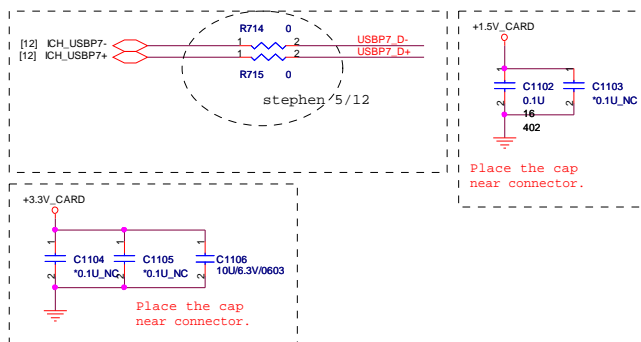 R714 0
[12] ICH_USBP7- 1 2 USBP7_D-
[12] ICH_USBP7+ 1 2 USBP7_D+
R715 0
stephen 5/12
+1.5V_CARD
1 1
C1102 C1103
0.1U *0.1U_NC
2 2
16
402
Place the cap
near connector.
+3.3V_CARD
1 1 1
C1104 C1105 C1106
*0.1U_NC *0.1U_NC 10U/6.3V/0603
2 2 2
Place the cap
near connector.